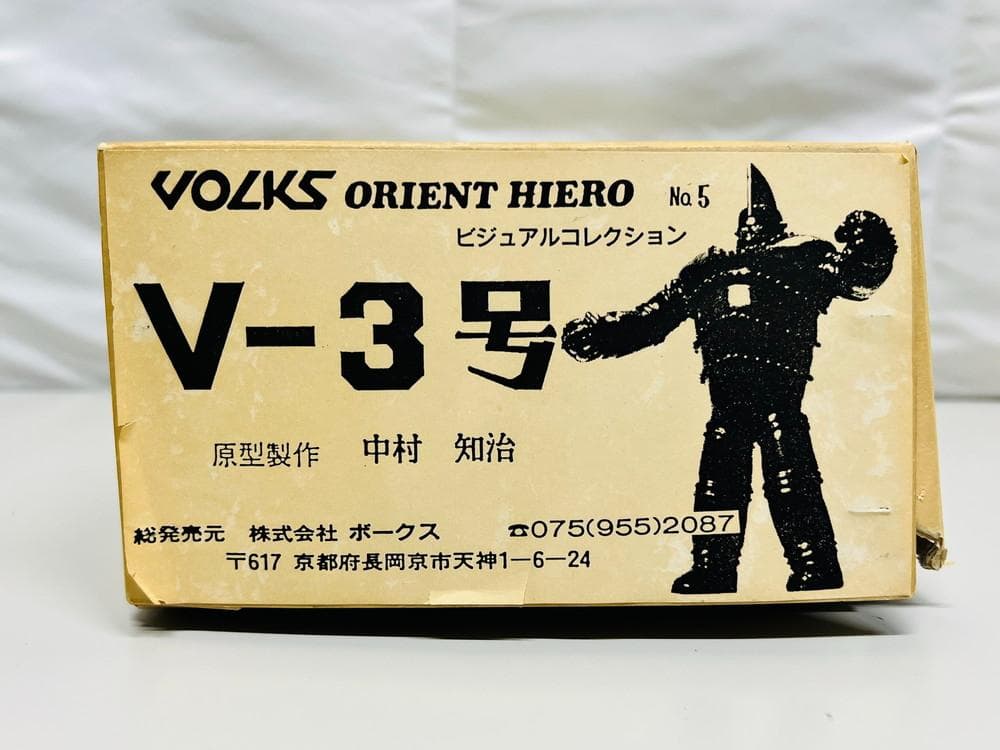 VOLKS ORIENT HIERO No.5
ビジュアルコレクション
V-3号
原型製作 中村 知治
総発売元 株式会社 ボークス ☎075(955)2087
〒617 京都府長岡京市天神1-6-24